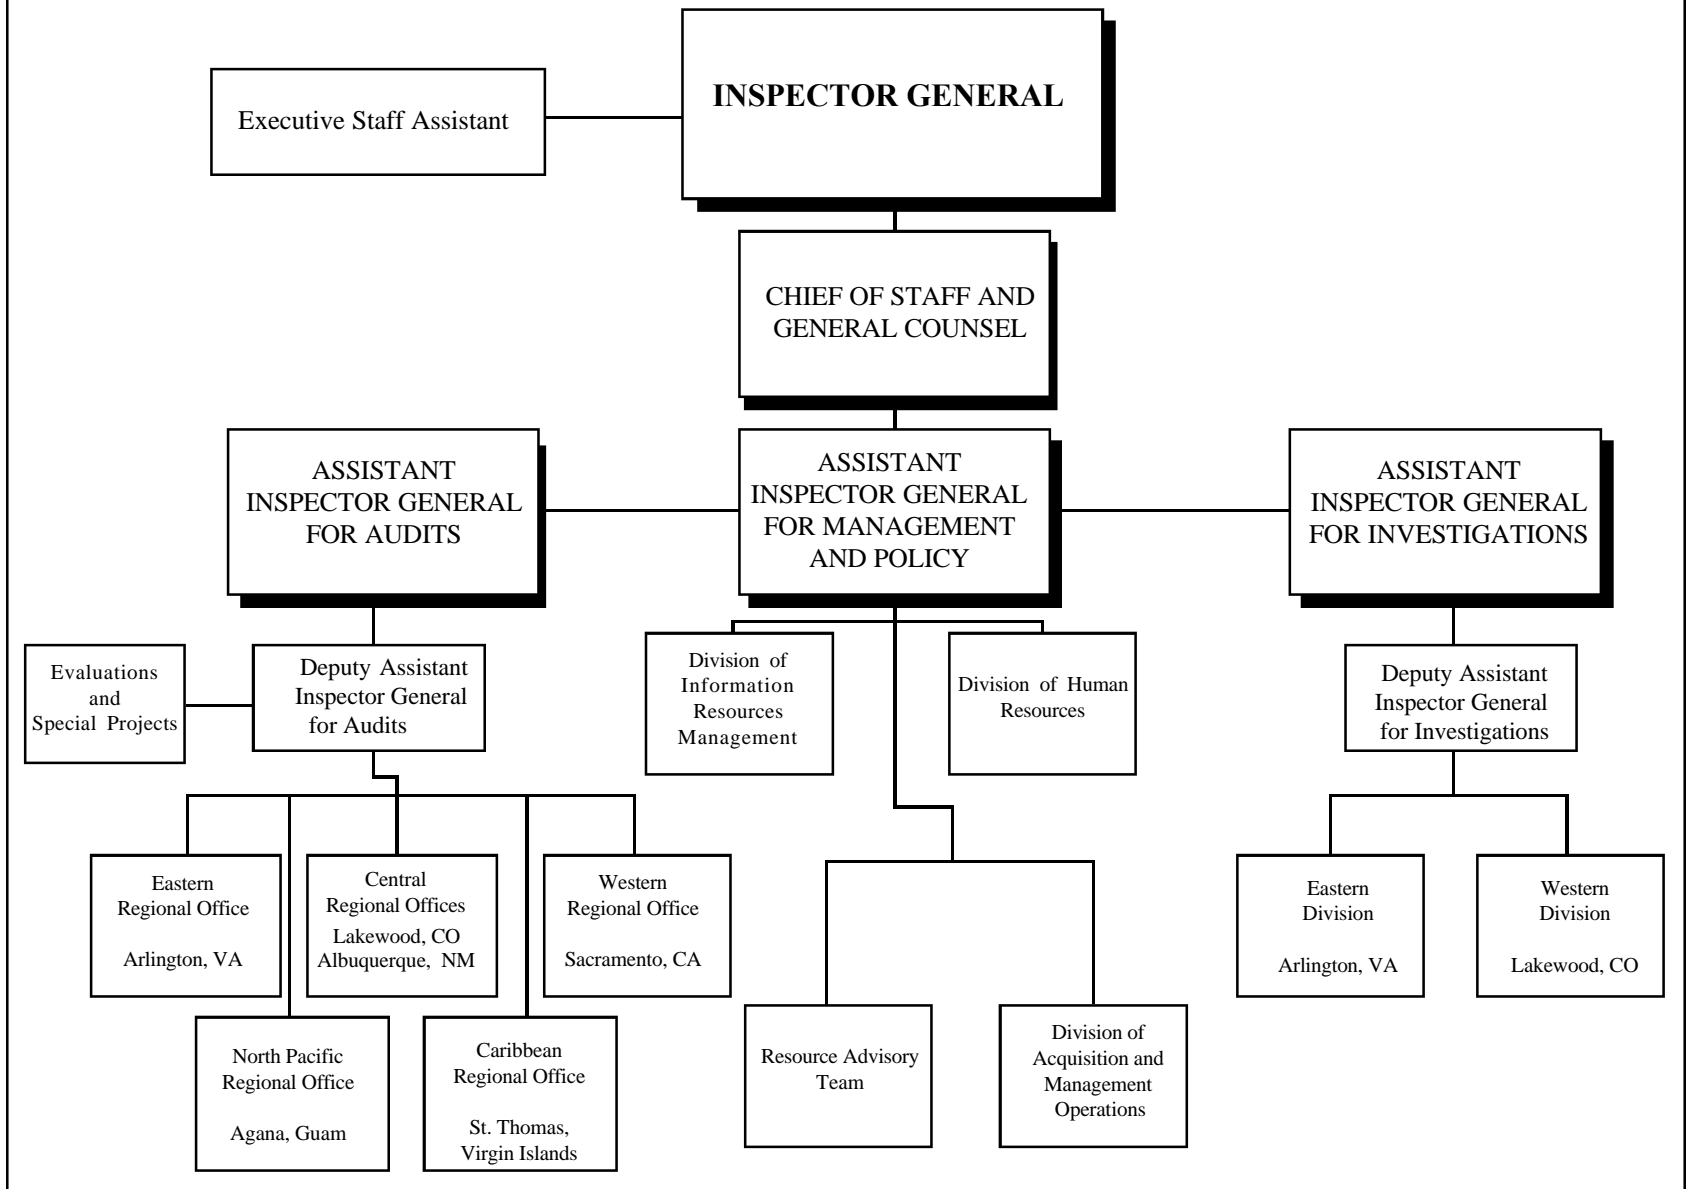 INSPECTOR GENERAL
Executive Staff Assistant
CHIEF OF STAFF AND
GENERAL COUNSEL
ASSISTANT
INSPECTOR GENERAL
FOR AUDITS
ASSISTANT
INSPECTOR GENERAL
FOR MANAGEMENT
AND POLICY
ASSISTANT
INSPECTOR GENERAL
FOR INVESTIGATIONS
Evaluations
and
Special Projects
Deputy Assistant
Inspector General
for Audits
Division of
Information
Resources
Management
Division of Human
Resources
Deputy Assistant
Inspector General
for Investigations
Eastern
Regional Office
Arlington, VA
Central
Regional Offices
Lakewood, CO
Albuquerque, NM
Western
Regional Office
Sacramento, CA
Eastern
Division
Arlington, VA
Western
Division
Lakewood, CO
North Pacific
Regional Office
Agana, Guam
Caribbean
Regional Office
St. Thomas,
Virgin Islands
Resource Advisory
Team
Division of
Acquisition and
Management
Operations